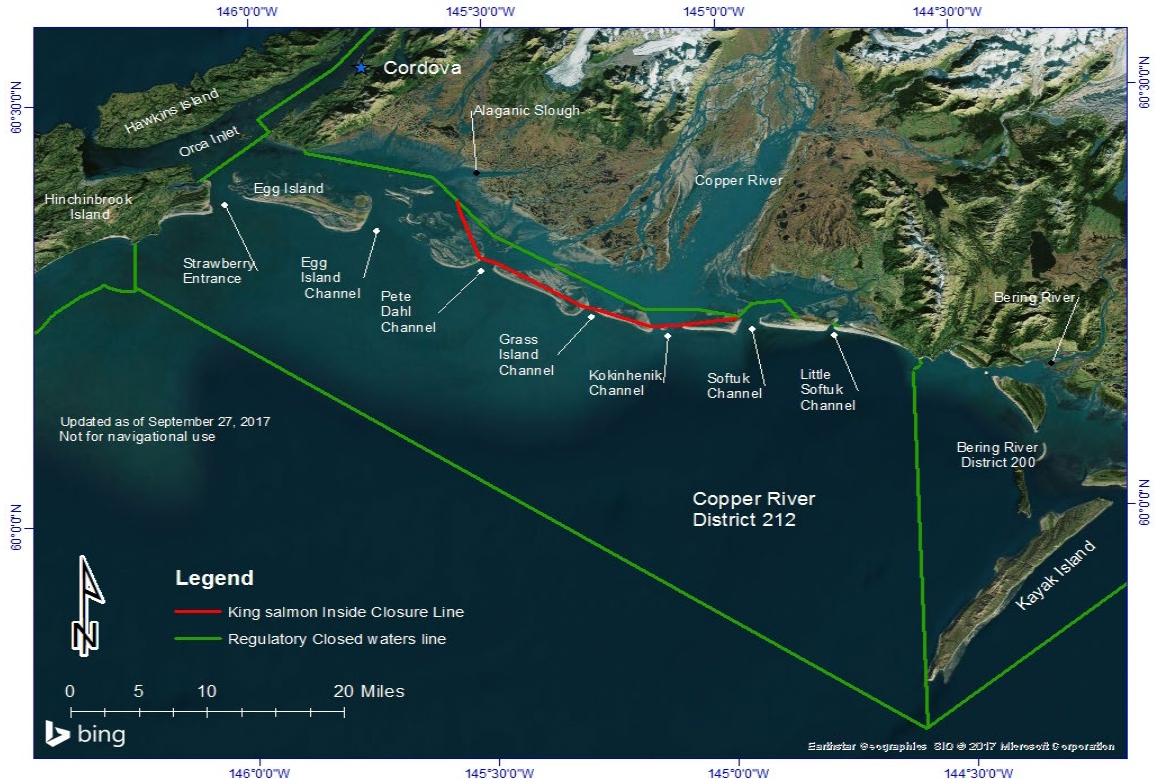 146°0'0"W
145°30'0"W
145°0'0"W
144°30'0"W
60°30'0"N
60°30'0"N
Cordova
Hawkins Island
Orca Inlet
Alaganic Slough
Copper River
Hinchinbrook
Island
Egg Island
Strawberry
Entrance
Egg
Island
Channel
Pete
Dahl
Channel
Grass
Island
Channel
Kokinhenik
Channel
Softuk
Channel
Little
Softuk
Channel
Bering River
Updated as of September 27, 2017
Not for navigational use
Bering River
District 200
Copper River
District 212
60°0'0"N
60°0'0"N
Kayak Island
Legend
King salmon Inside Closure Line
Regulatory Closed waters line
N
0 5 10 20 Miles
bing
Earthstar Geographics SIO © 2017 Microsoft Corporation
146°0'0"W
145°30'0"W
145°0'0"W
144°30'0"W